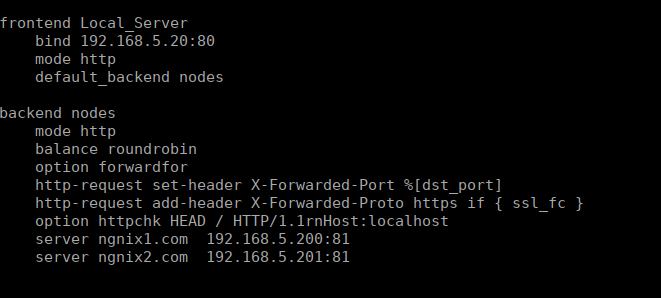 frontend Local_Server
    bind 192.168.5.20:80
    mode http
    default_backend nodes

backend nodes
    mode http
    balance roundrobin
    option forwardfor
    http-request set-header X-Forwarded-Port %[dst_port]
    http-request add-header X-Forwarded-Proto https if { ssl_fc }
    option httpchk HEAD / HTTP/1.1rnHost:localhost
    server ngnix1.com  192.168.5.200:81
    server ngnix2.com  192.168.5.201:81